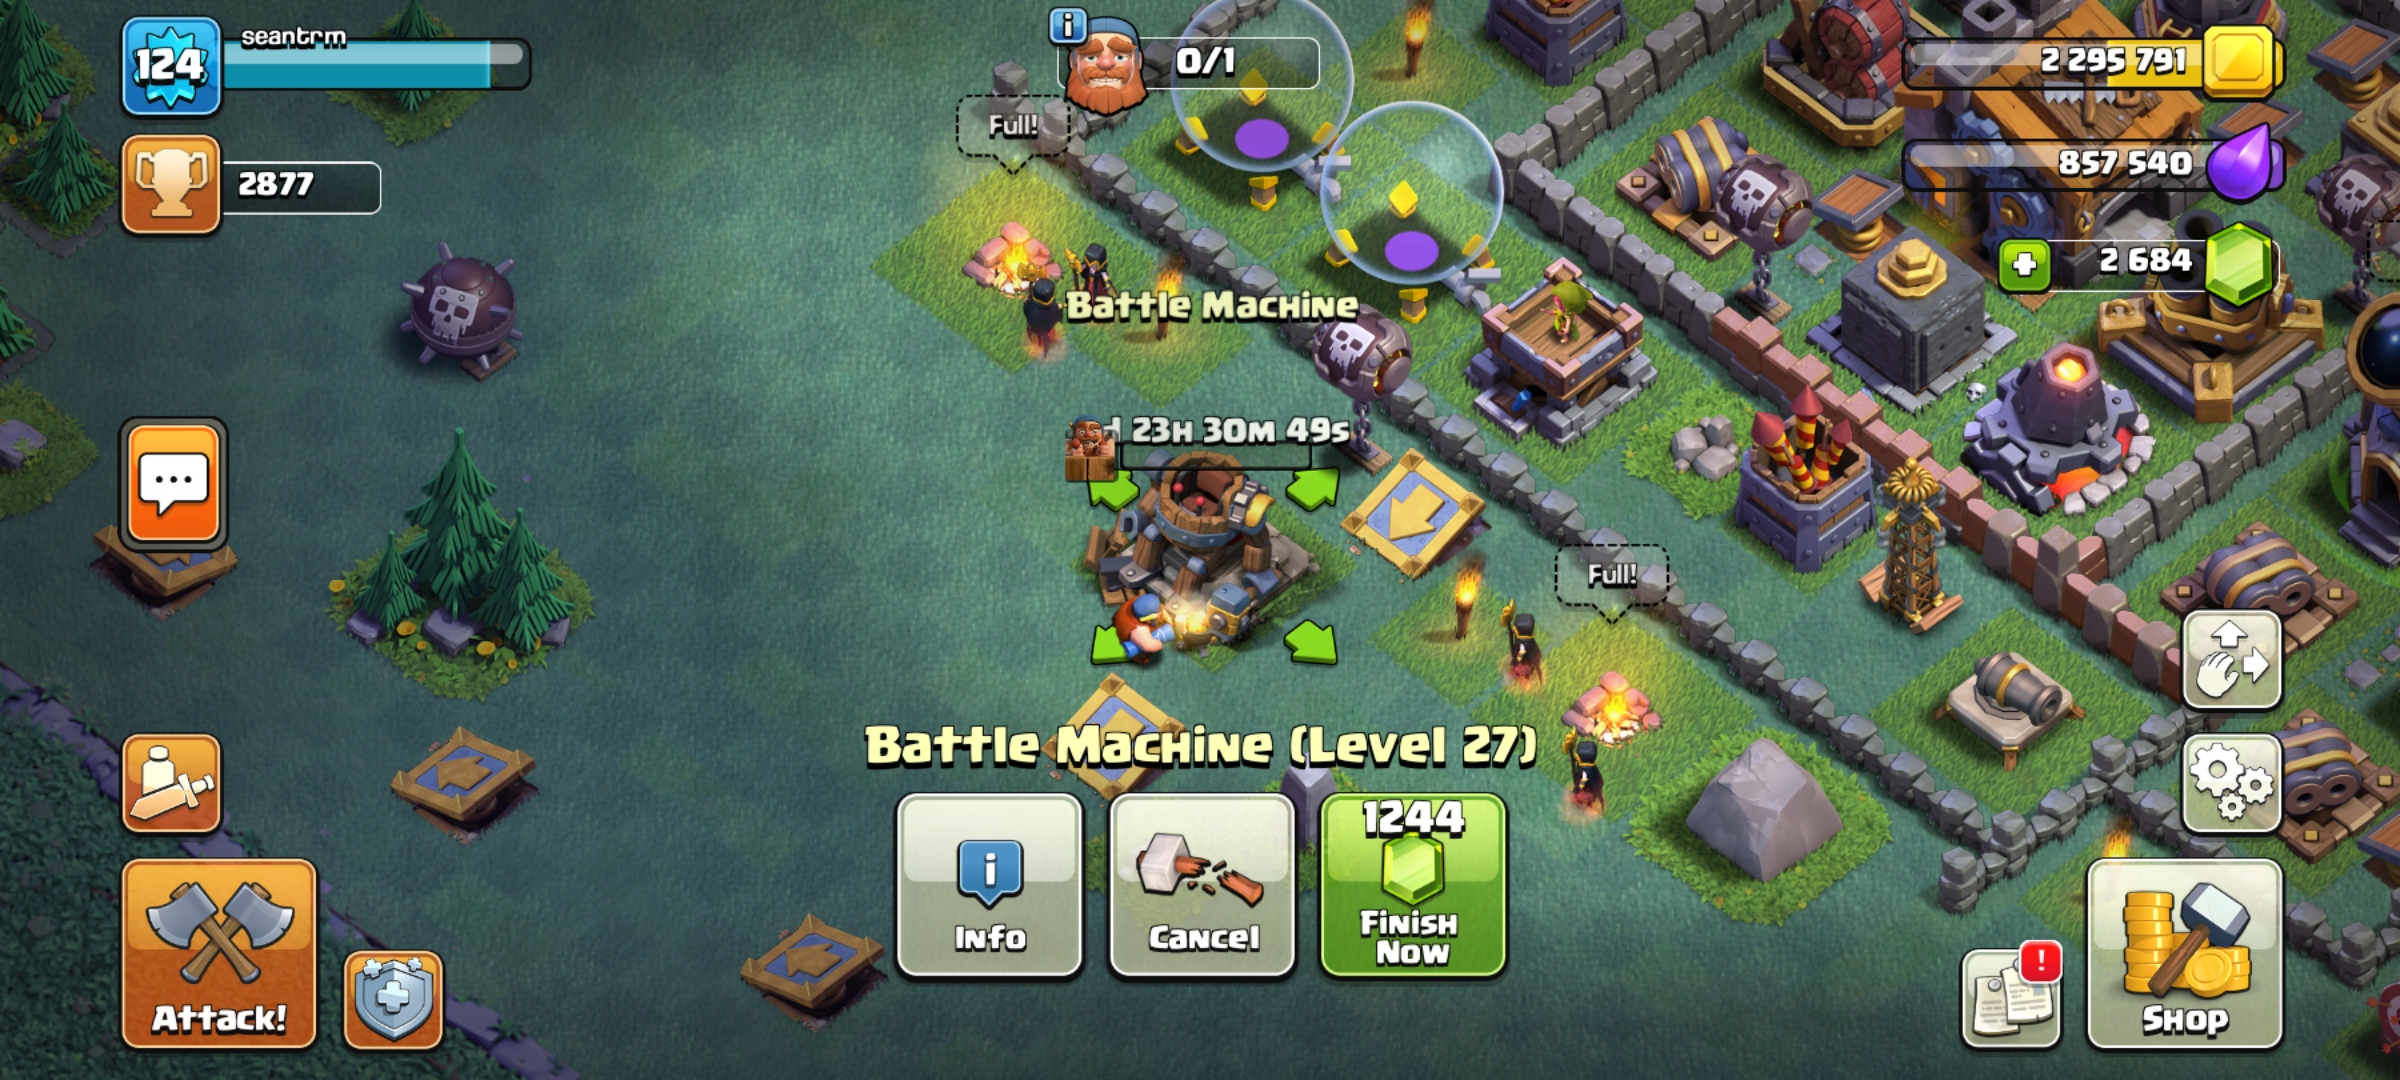 124
seantrm
0/1
2 295 791
Full!
857 540
2877
2 684
Battle Machine
23H 30M 49s
Full!
Battle Machine (Level 27)
1244
Info
Cancel
Finish
Now
Attack!
!
Shop